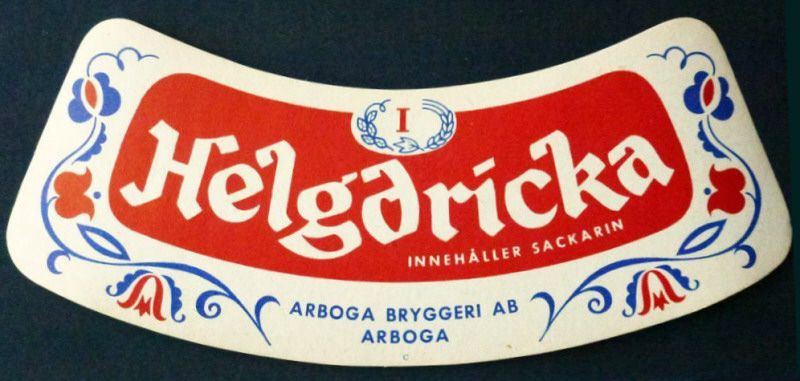 I
Helgdricka
INNEHÅLLER SACKARIN
ARBOGA BRYGGERI AB
ARBOGA
C